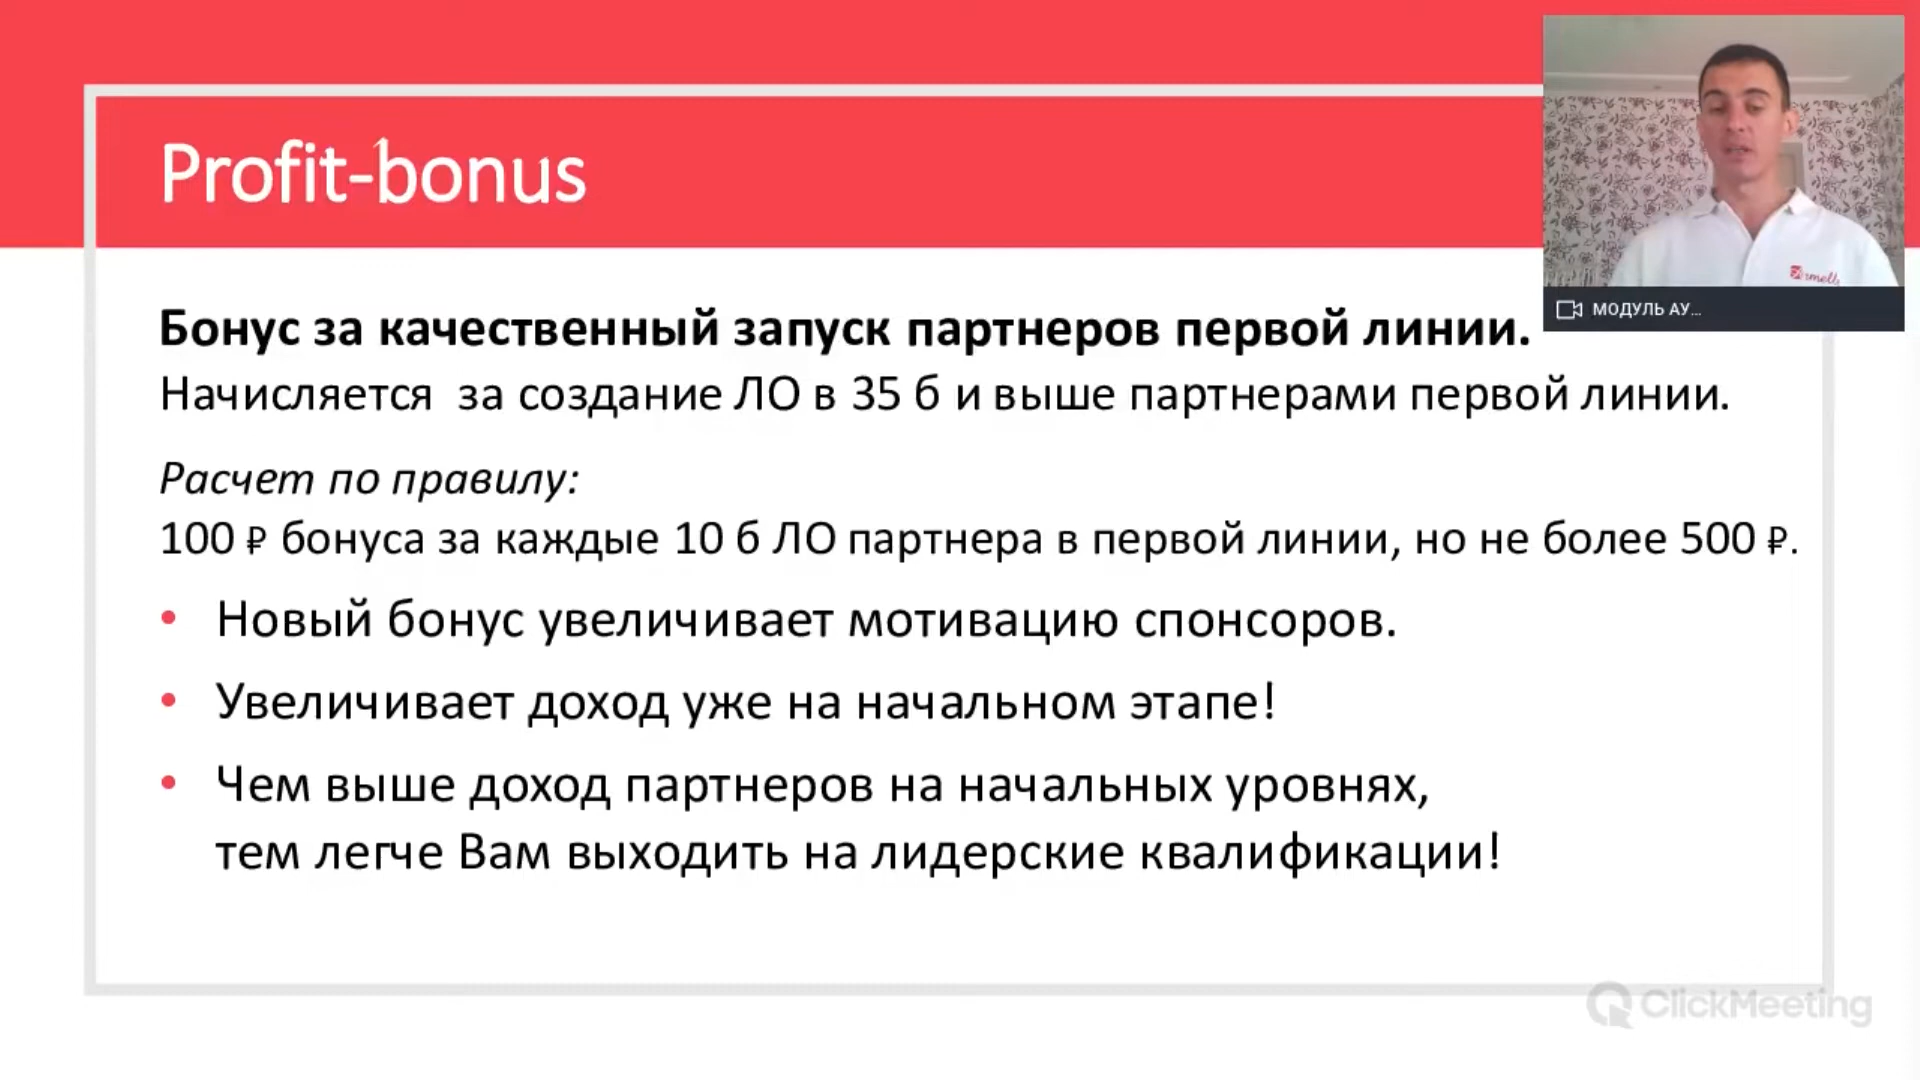 Profit-bonus
Бонус за качественный запуск партнеров первой линии.
Начисляется за создание ЛО в 35 б и выше партнерами первой линии.
Расчет по правилу:
100 ₽ бонуса за каждые 10 б ЛО партнера в первой линии, но не более 500 ₽.
• Новый бонус увеличивает мотивацию спонсоров.
• Увеличивает доход уже на начальном этапе!
• Чем выше доход партнеров на начальных уровнях,
тем легче Вам выходить на лидерские квалификации!
МОДУЛЬ АУ...
ClickMeeting